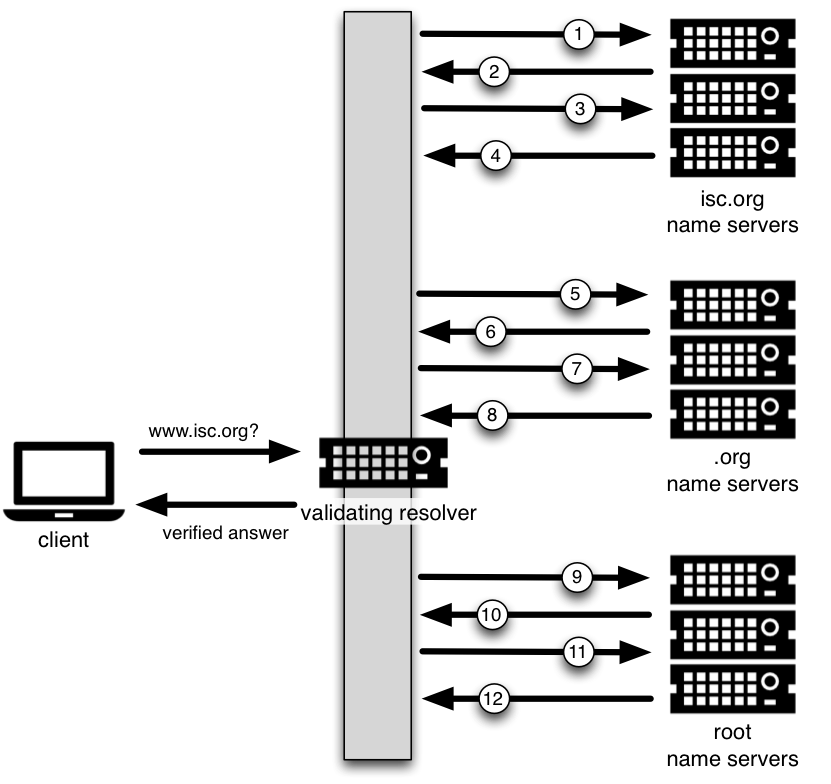 1
2
3
4
isc.org
name servers
5
6
7
8
.org
name servers
www.isc.org?
validating resolver
verified answer
client
9
10
11
12
root
name servers